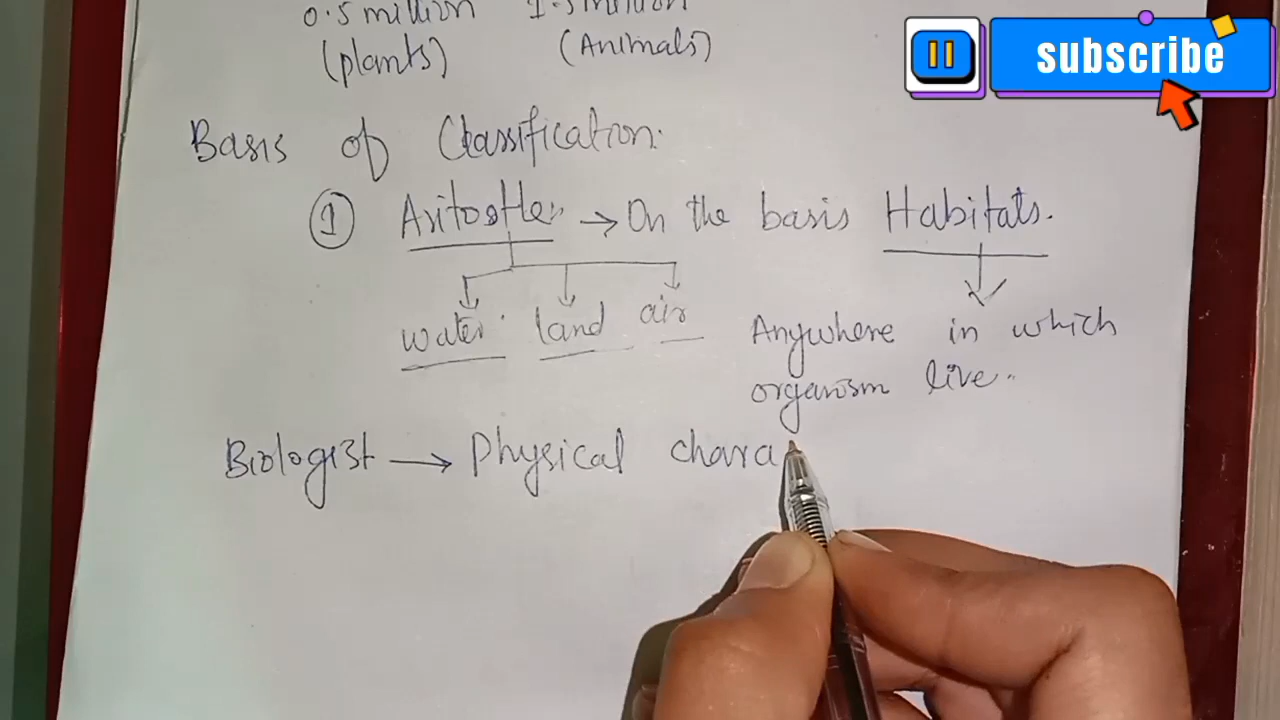 0.5 million 1.5 million
(plants) (Animals)
subscribe
Basis of Classification.
① Aritostle → On the basis Habitats.
water land air
Anywhere in which
organism live.
Biologist → Physical chara